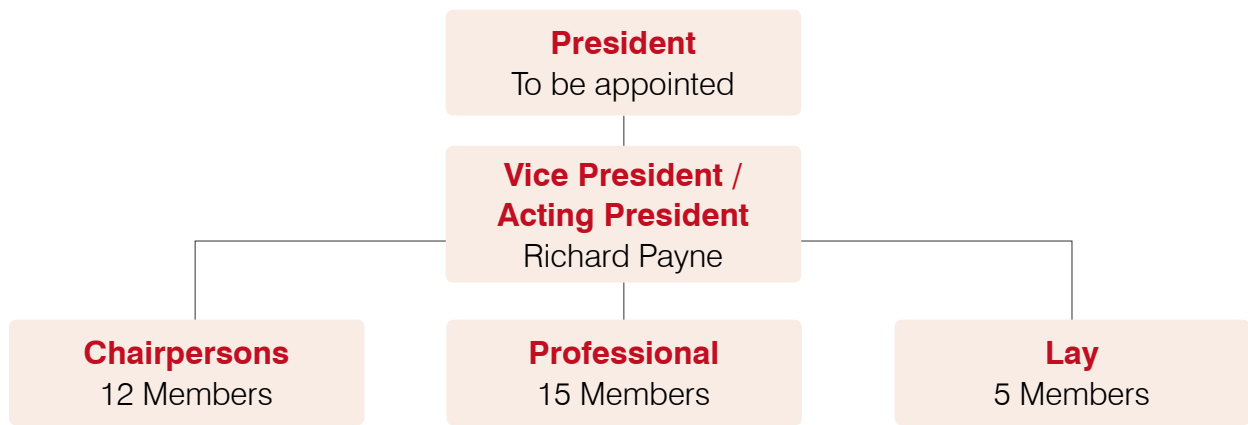 President
To be appointed
Vice President /
Acting President
Richard Payne
Chairpersons
12 Members
Professional
15 Members
Lay
5 Members